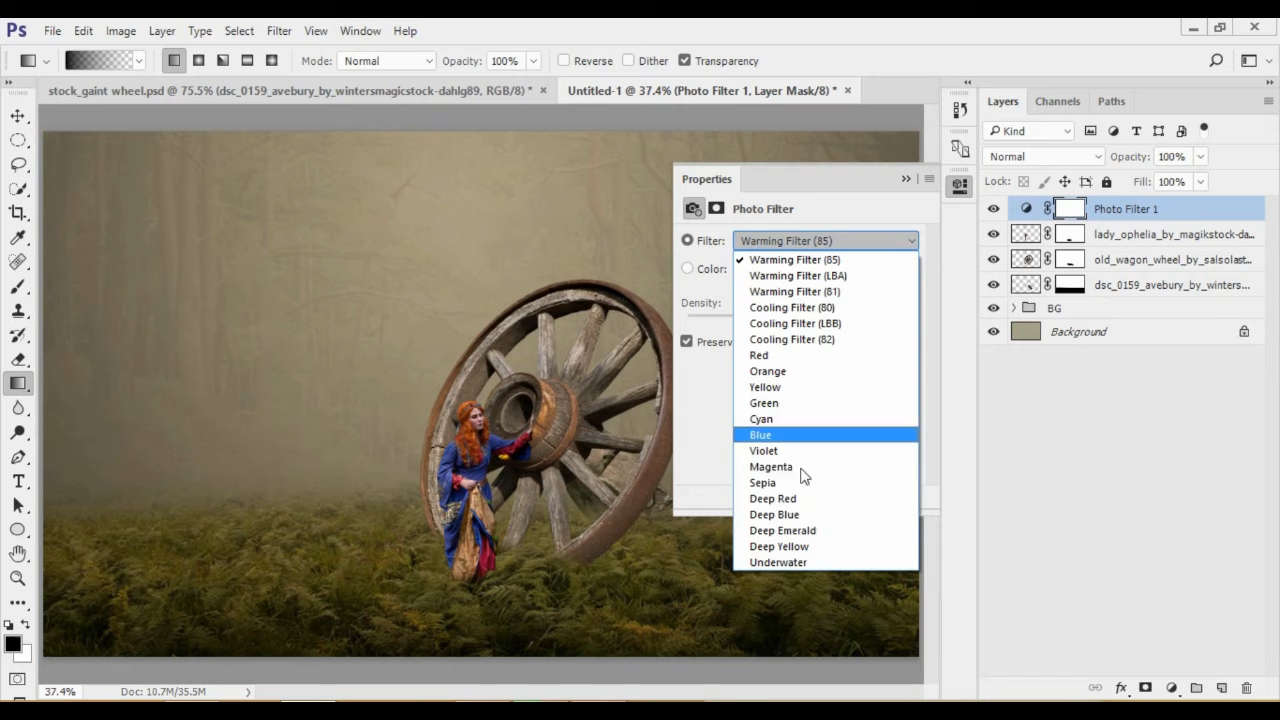 Ps File Edit Image Layer Type Select Filter View Window Help
Mode: Normal Opacity: 100% Reverse Dither Transparency
stock_gaint wheel.psd @ 75.5% (dsc_0159_avebury_by_wintersmagicstock-dahlg89, RGB/8) * Untitled-1 @ 37.4% (Photo Filter 1, Layer Mask/8) *
Layers Channels Paths
Kind
Normal Opacity: 100%
Lock: Fill: 100%
Photo Filter 1
lady_ophelia_by_magikstock-da...
old_wagon_wheel_by_salsolast...
dsc_0159_avebury_by_winters...
BG
Background
Properties
Photo Filter
Filter: Warming Filter (85)
Color:
Density:
Preserv
Warming Filter (85)
Warming Filter (LBA)
Warming Filter (81)
Cooling Filter (80)
Cooling Filter (LBB)
Cooling Filter (82)
Red
Orange
Yellow
Green
Cyan
Blue
Violet
Magenta
Sepia
Deep Red
Deep Blue
Deep Emerald
Deep Yellow
Underwater
37.4% Doc: 10.7M/35.5M